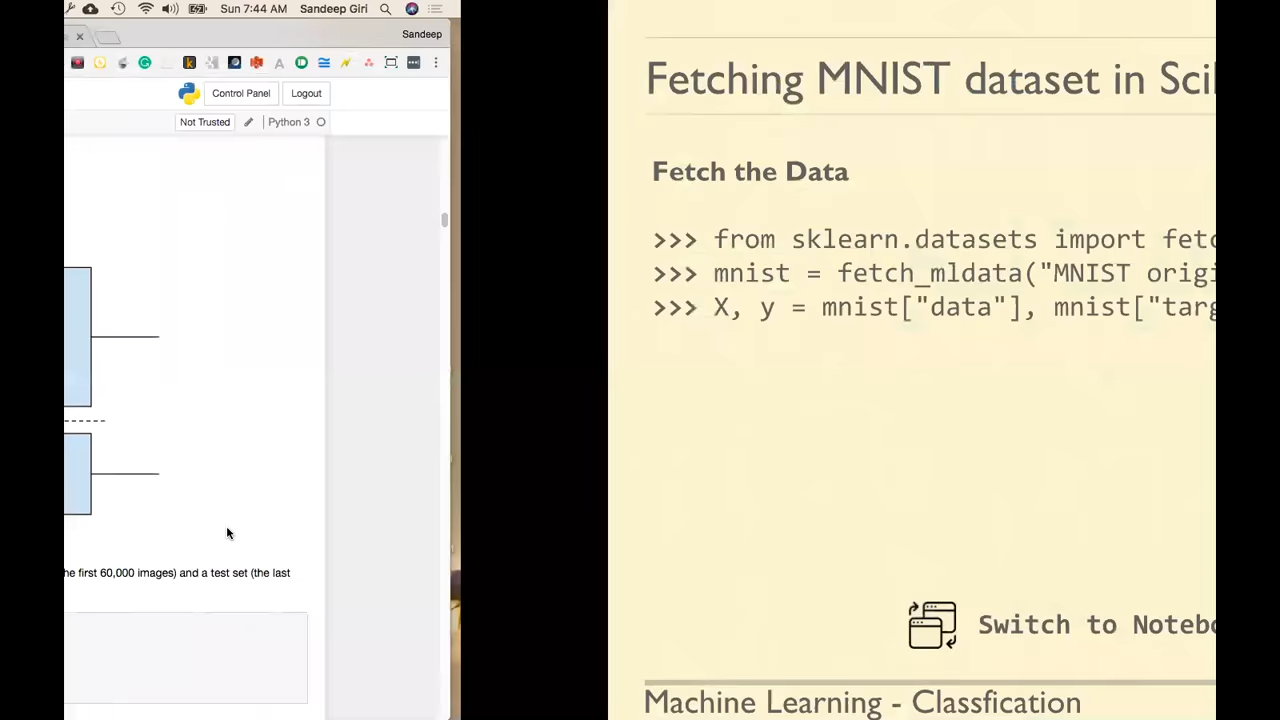 Sun 7:44 AM Sandeep Giri
Sandeep
Control Panel
Logout
Not Trusted
Python 3
he first 60,000 images) and a test set (the last
Fetching MNIST dataset in Sci
Fetch the Data
>>> from sklearn.datasets import fetc
>>> mnist = fetch_mldata("MNIST origi
>>> X, y = mnist["data"], mnist["targ
Switch to Notebo
Machine Learning - Classfication